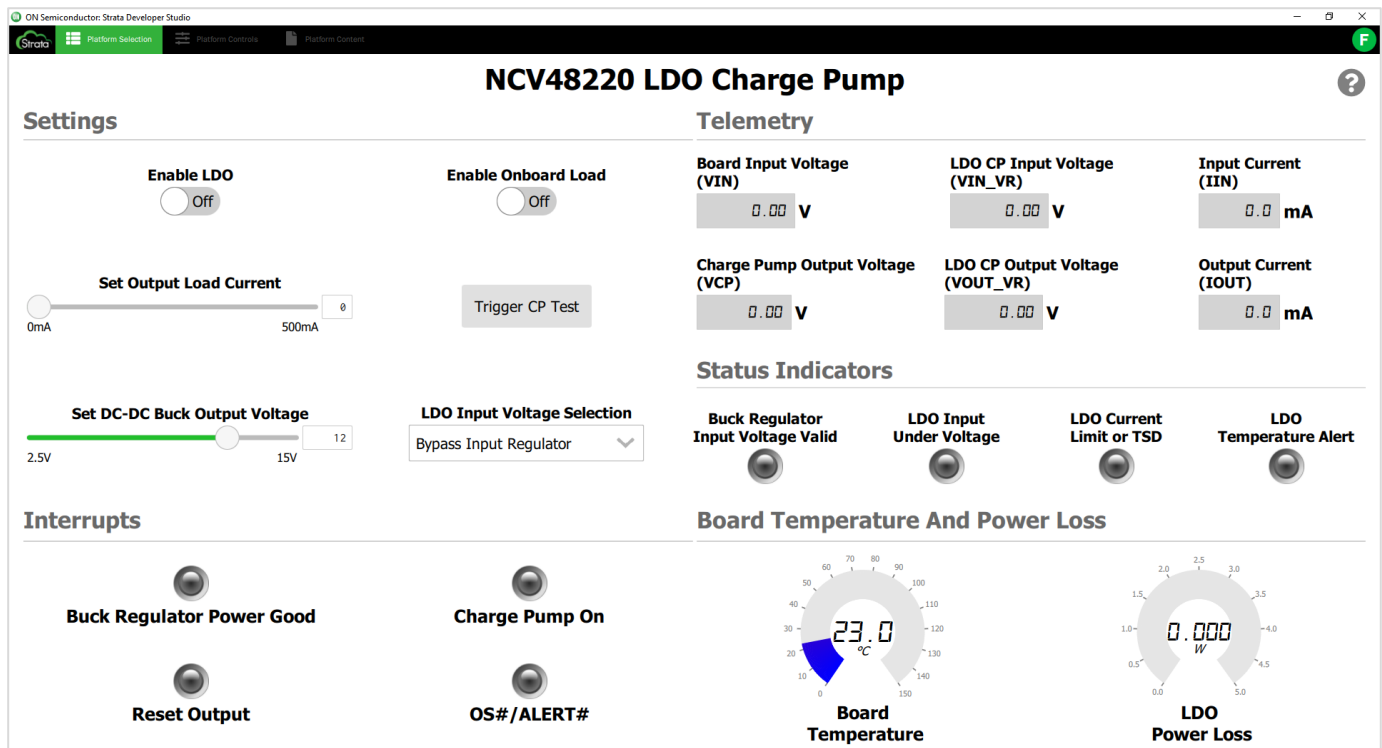 ON Semiconductor: Strata Developer Studio
Strata
Platform Selection
Platform Controls
Platform Content
F
NCV48220 LDO Charge Pump
?
Settings
Enable LDO
Off
Enable Onboard Load
Off
Set Output Load Current
0
0mA
500mA
Trigger CP Test
Set DC-DC Buck Output Voltage
12
2.5V
15V
LDO Input Voltage Selection
Bypass Input Regulator
Telemetry
Board Input Voltage
(VIN)
0.00 V
LDO CP Input Voltage
(VIN_VR)
0.00 V
Input Current
(IIN)
0.0 mA
Charge Pump Output Voltage
(VCP)
0.00 V
LDO CP Output Voltage
(VOUT_VR)
0.00 V
Output Current
(IOUT)
0.0 mA
Status Indicators
Buck Regulator
Input Voltage Valid
LDO Input
Under Voltage
LDO Current
Limit or TSD
LDO
Temperature Alert
Interrupts
Buck Regulator Power Good
Charge Pump On
Reset Output
OS#/ALERT#
Board Temperature And Power Loss
0
10
20
30
40
50
60
70
80
90
100
110
120
130
140
150
23.0
°C
Board
Temperature
0.0
0.5
1.0
1.5
2.0
2.5
3.0
3.5
4.0
4.5
5.0
0.000
W
LDO
Power Loss